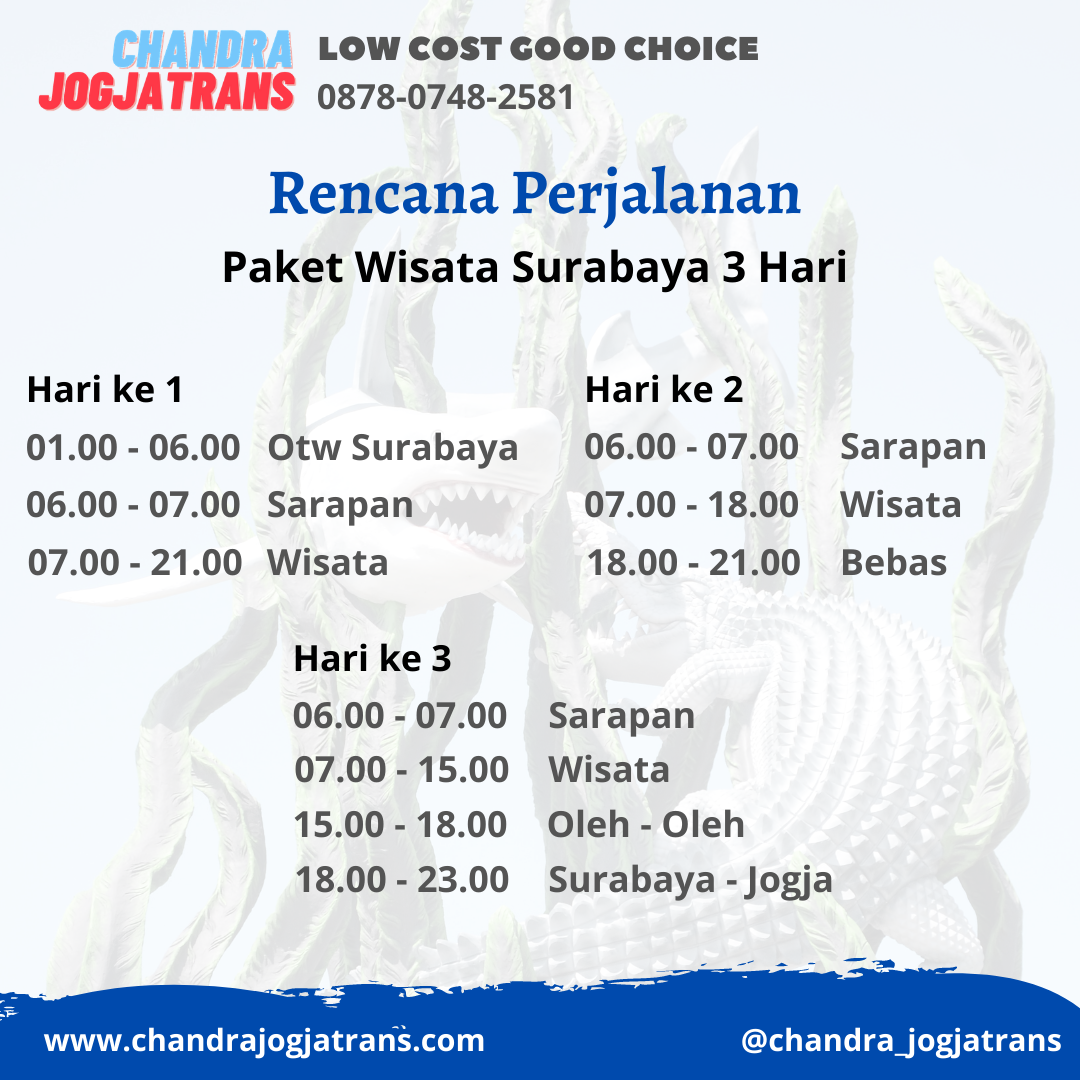 CHANDRA
JOGJATRANS
LOW COST GOOD CHOICE
0878-0748-2581
Rencana Perjalanan
Paket Wisata Surabaya 3 Hari
Hari ke 1
01.00 - 06.00 Otw Surabaya
06.00 - 07.00 Sarapan
07.00 - 21.00 Wisata
Hari ke 2
06.00 - 07.00 Sarapan
07.00 - 18.00 Wisata
18.00 - 21.00 Bebas
Hari ke 3
06.00 - 07.00 Sarapan
07.00 - 15.00 Wisata
15.00 - 18.00 Oleh - Oleh
18.00 - 23.00 Surabaya - Jogja
www.chandrajogjatrans.com
@chandra_jogjatrans